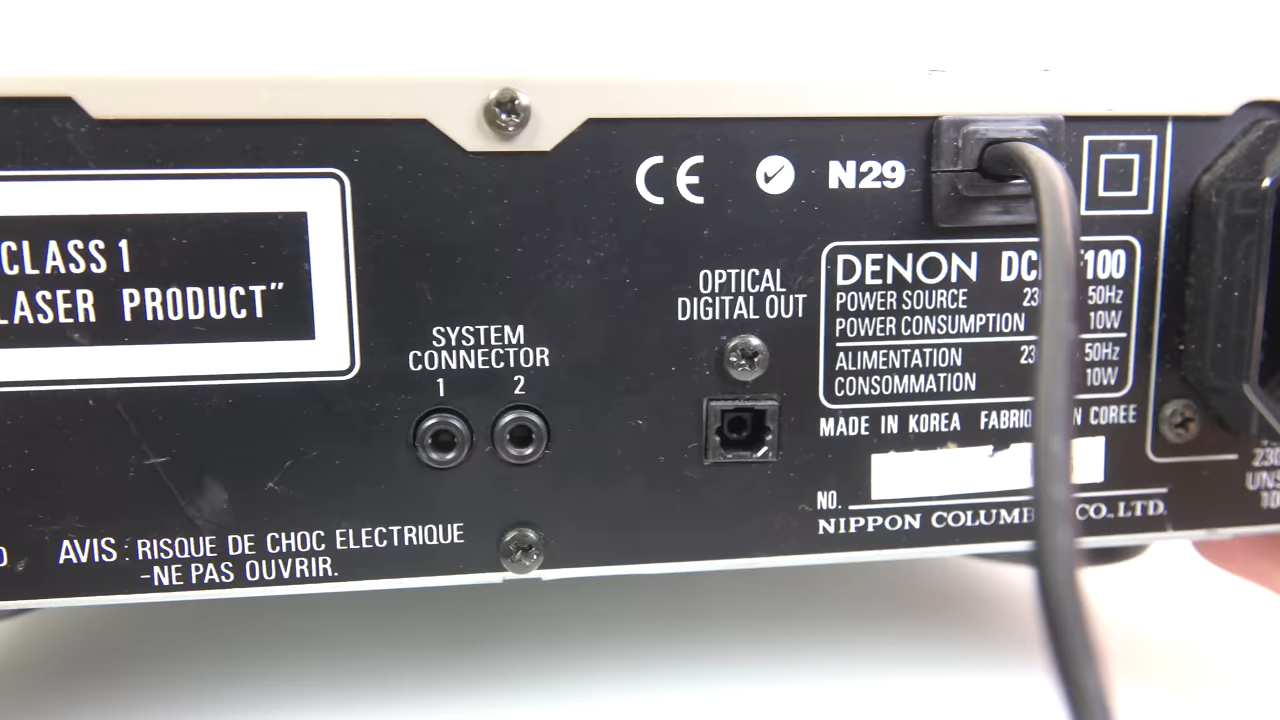 CE N29
CLASS 1
LASER PRODUCT"
OPTICAL
DIGITAL OUT
SYSTEM
CONNECTOR
1 2
DENON 100
POWER SOURCE 50Hz
POWER CONSUMPTION 10W
ALIMENTATION 50Hz
CONSOMMATION 10W
MADE IN KOREA COREE
NO.
NIPPON CO., LTD.
AVIS : RISQUE DE CHOC ELECTRIQUE
-NE PAS OUVRIR.